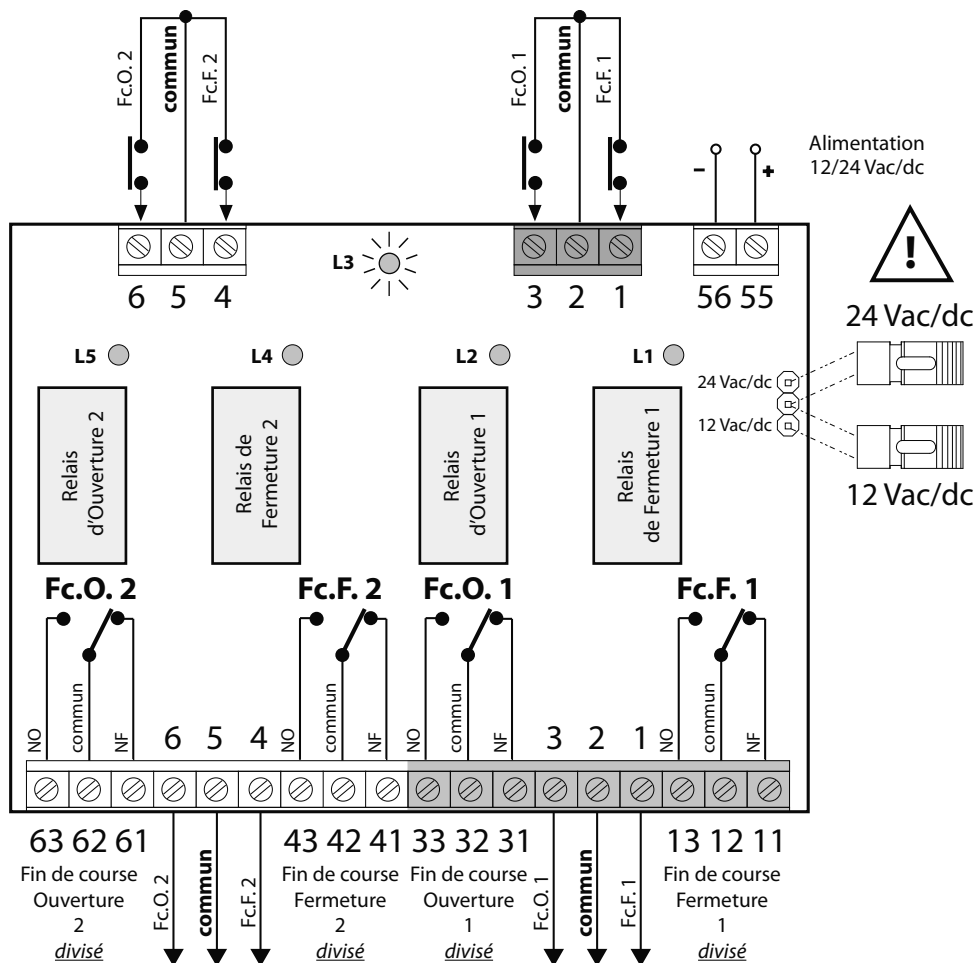 Fc.O. 2
commun
Fc.F. 2
Fc.O. 1
commun
Fc.F. 1
Alimentation
12/24 Vac/dc
- +
L3
6 5 4
3 2 1
56 55
!
24 Vac/dc
L5
L4
L2
L1
24 Vac/dc
12 Vac/dc
12 Vac/dc
Relais
d'Ouverture 2
Relais de
Fermeture 2
Relais
d'Ouverture 1
Relais
de Fermeture 1
Fc.O. 2
Fc.F. 2
Fc.O. 1
Fc.F. 1
NO
commun
NF
6 5 4
NO
commun
NF
NO
commun
NF
3 2 1
NO
commun
NF
63 62 61
Fin de course
Ouverture
2
divisé
Fc.O. 2
commun
Fc.F. 2
43 42 41
Fin de course
Fermeture
2
divisé
33 32 31
Fin de course
Ouverture
1
divisé
Fc.O. 1
commun
Fc.F. 1
13 12 11
Fin de course
Fermeture
1
divisé